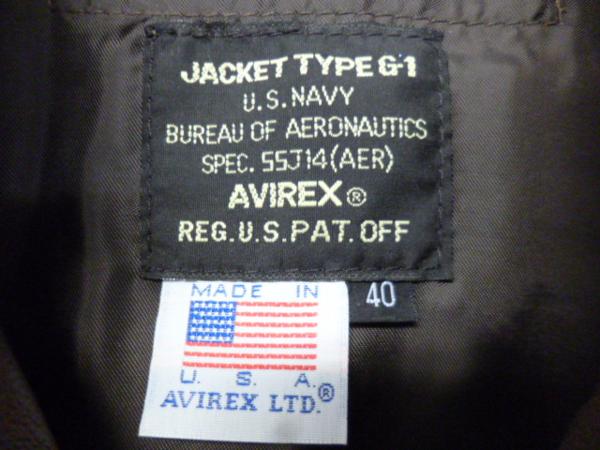 JACKET TYPE G-1
U.S. NAVY
BUREAU OF AERONAUTICS
SPEC. 55J14(AER)
AVIREX®
REG.U.S.PAT. OFF
40
MADE IN
U. S. A.
AVIREX LTD.®